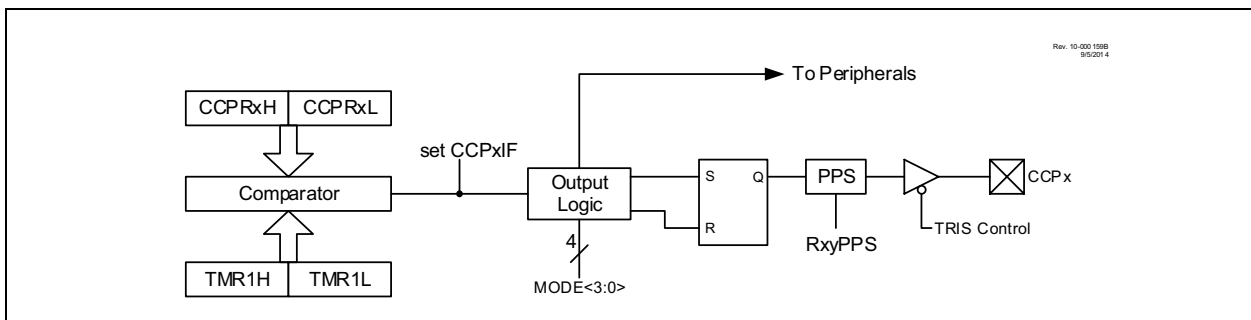 Rev. 10-000 159B
9/5/2014
To Peripherals
CCPRxH CCPRxL
set CCPxIF
Comparator
Output
Logic
S
Q
R
PPS
CCPx
TRIS Control
RxyPPS
4
TMR1H TMR1L
MODE<3:0>